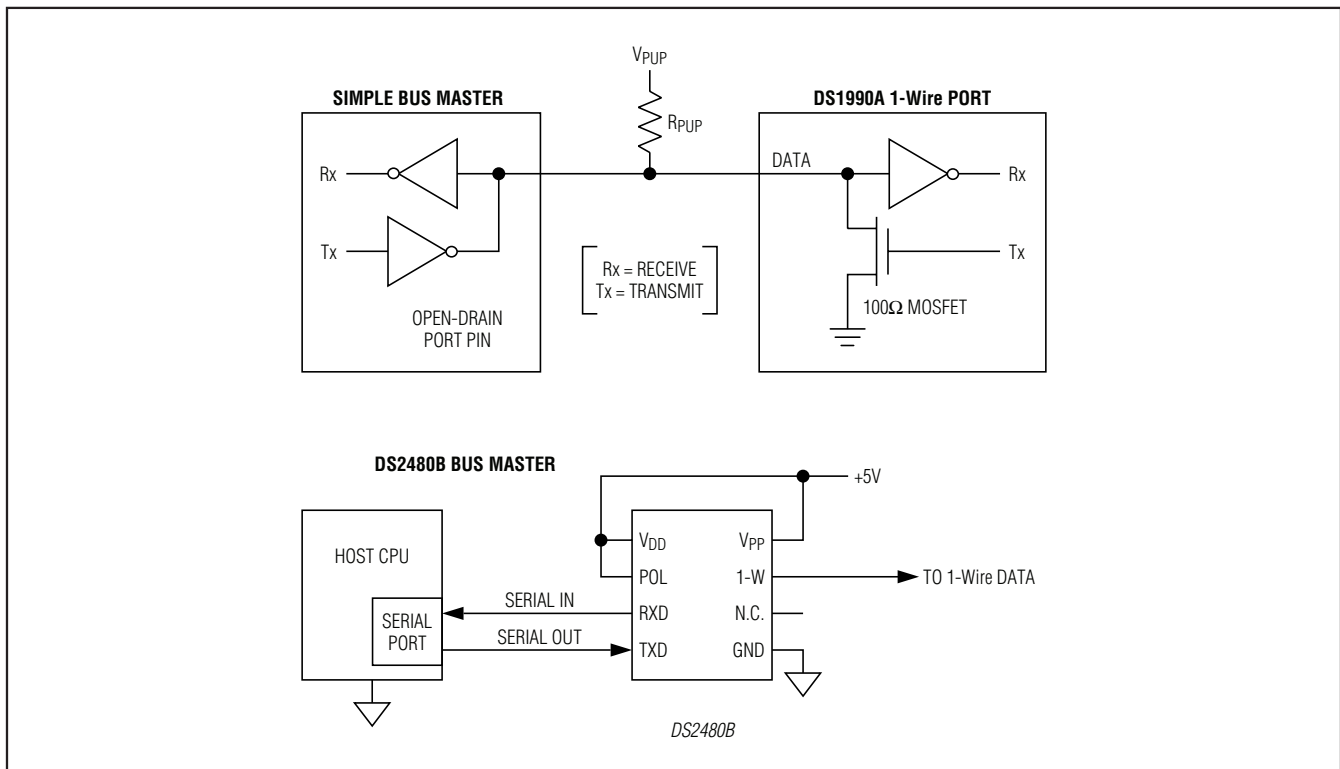 VPUP
SIMPLE BUS MASTER
DS1990A 1-Wire PORT
RPUP
DATA
Rx
Rx
Tx
Tx
Rx = RECEIVE
Tx = TRANSMIT
OPEN-DRAIN
PORT PIN
100Ω MOSFET
DS2480B BUS MASTER
+5V
HOST CPU
VDD
VPP
POL
1-W
TO 1-Wire DATA
SERIAL IN
RXD
N.C.
SERIAL
PORT
SERIAL OUT
TXD
GND
DS2480B